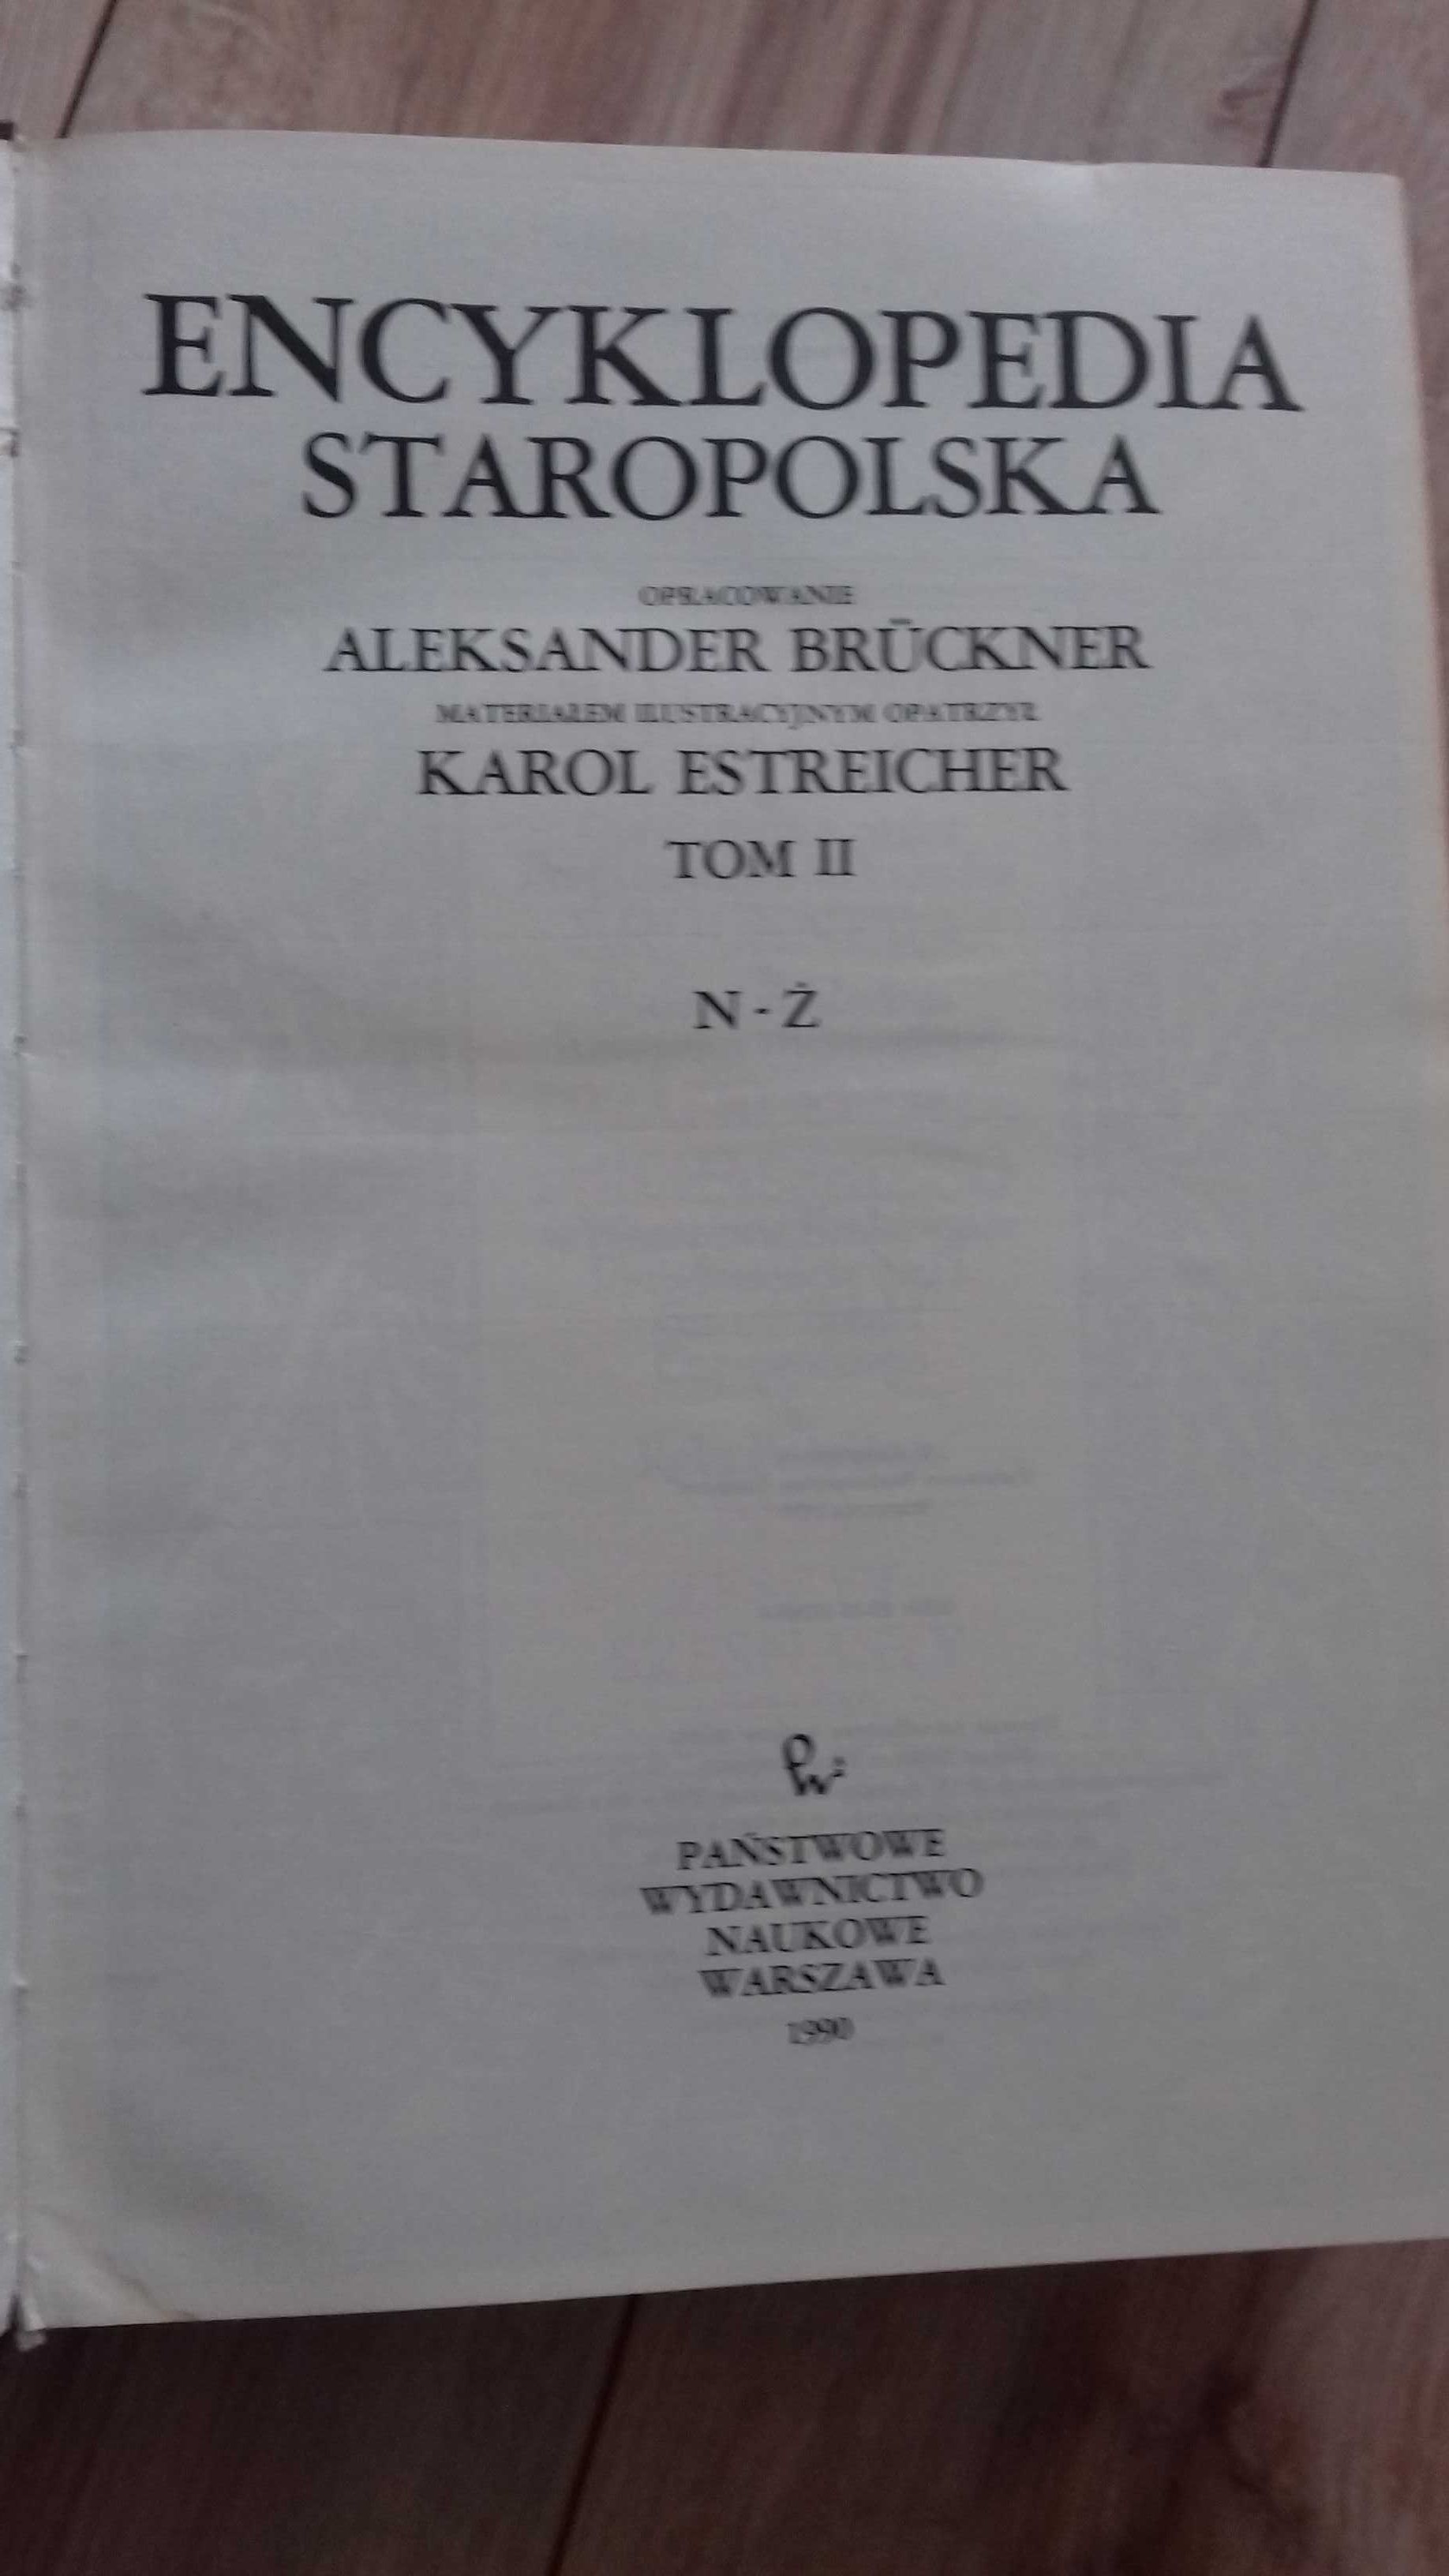 ENCYKLOPEDIA
STAROPOLSKA
OPRACOWANIE
ALEKSANDER BRÜCKNER
MATERIAŁEM ILUSTRACYJNYM OPATRZYŁ
KAROL ESTREICHER
TOM II
N - Ż
PAŃSTWOWE
WYDAWNICTWO
NAUKOWE
WARSZAWA
1990